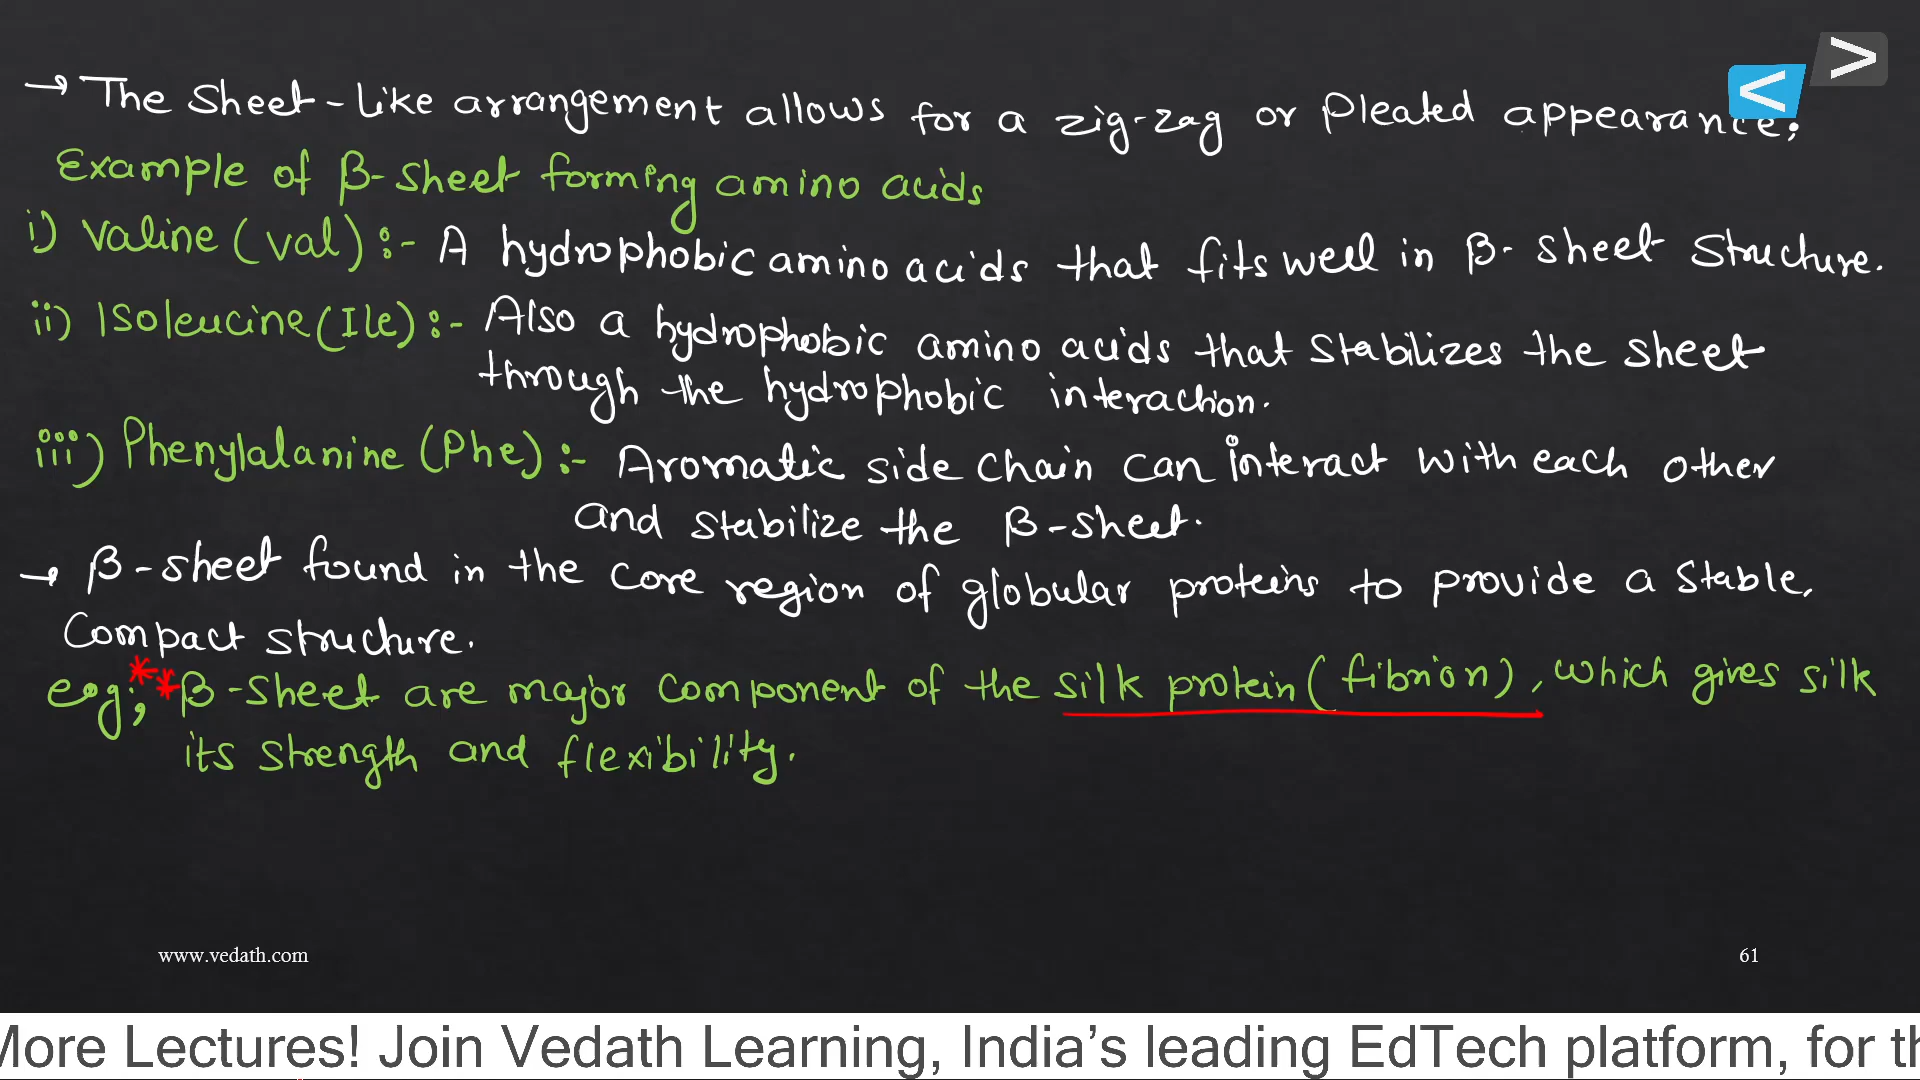 → The Sheet-like arrangement allows for a zig-zag or Pleated appearance.
Example of β-sheet forming amino acids
i) Valine (val) :- A hydrophobic amino acids that fits well in β-sheet structure.
ii) Isoleucine (Ile) :- Also a hydrophobic amino acids that stabilizes the sheet
through the hydrophobic interaction.
iii) Phenylalanine (Phe) :- Aromatic side chain can interact with each other
and stabilize the β-sheet.
→ β-sheet found in the core region of globular proteins to provide a stable,
Compact structure.
eg; **β-sheet are major component of the silk protein (fibrion), which gives silk
its strength and flexibility.
www.vedath.com 61
More Lectures! Join Vedath Learning, India's leading EdTech platform, for th